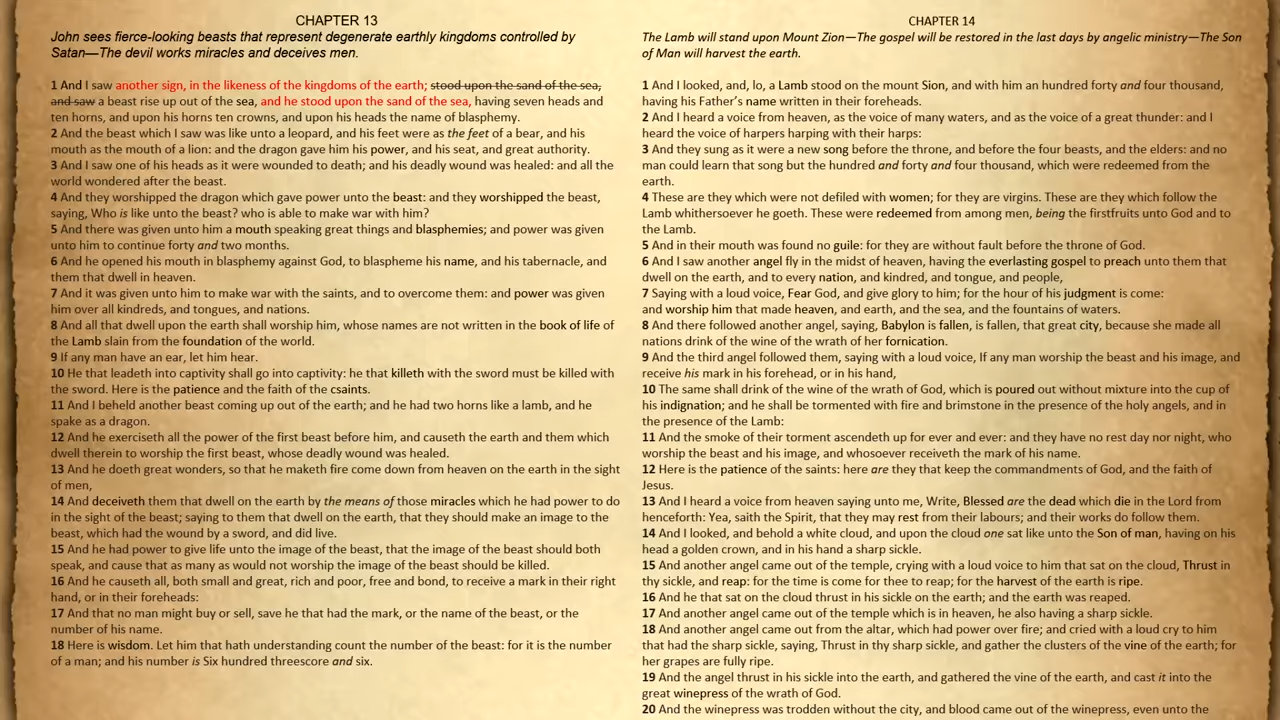 CHAPTER 13
John sees fierce-looking beasts that represent degenerate earthly kingdoms controlled by
Satan—The devil works miracles and deceives men.
1 And I saw another sign, in the likeness of the kingdoms of the earth; stood upon the sand of the sea,
and saw a beast rise up out of the sea, and he stood upon the sand of the sea, having seven heads and
ten horns, and upon his horns ten crowns, and upon his heads the name of blasphemy.
2 And the beast which I saw was like unto a leopard, and his feet were as the feet of a bear, and his
mouth as the mouth of a lion: and the dragon gave him his power, and his seat, and great authority.
3 And I saw one of his heads as it were wounded to death; and his deadly wound was healed: and all the
world wondered after the beast.
4 And they worshipped the dragon which gave power unto the beast: and they worshipped the beast,
saying, Who is like unto the beast? who is able to make war with him?
5 And there was given unto him a mouth speaking great things and blasphemies; and power was given
unto him to continue forty and two months.
6 And he opened his mouth in blasphemy against God, to blaspheme his name, and his tabernacle, and
them that dwell in heaven.
7 And it was given unto him to make war with the saints, and to overcome them: and power was given
him over all kindreds, and tongues, and nations.
8 And all that dwell upon the earth shall worship him, whose names are not written in the book of life of
the Lamb slain from the foundation of the world.
9 If any man have an ear, let him hear.
10 He that leadeth into captivity shall go into captivity: he that killeth with the sword must be killed with
the sword. Here is the patience and the faith of the csaints.
11 And I beheld another beast coming up out of the earth; and he had two horns like a lamb, and he
spake as a dragon.
12 And he exerciseth all the power of the first beast before him, and causeth the earth and them which
dwell therein to worship the first beast, whose deadly wound was healed.
13 And he doeth great wonders, so that he maketh fire come down from heaven on the earth in the sight
of men,
14 And deceiveth them that dwell on the earth by the means of those miracles which he had power to do
in the sight of the beast; saying to them that dwell on the earth, that they should make an image to the
beast, which had the wound by a sword, and did live.
15 And he had power to give life unto the image of the beast, that the image of the beast should both
speak, and cause that as many as would not worship the image of the beast should be killed.
16 And he causeth all, both small and great, rich and poor, free and bond, to receive a mark in their right
hand, or in their foreheads:
17 And that no man might buy or sell, save he that had the mark, or the name of the beast, or the
number of his name.
18 Here is wisdom. Let him that hath understanding count the number of the beast: for it is the number
of a man; and his number is Six hundred threescore and six.
CHAPTER 14
The Lamb will stand upon Mount Zion—The gospel will be restored in the last days by angelic ministry—The Son
of Man will harvest the earth.
1 And I looked, and, lo, a Lamb stood on the mount Sion, and with him an hundred forty and four thousand,
having his Father's name written in their foreheads.
2 And I heard a voice from heaven, as the voice of many waters, and as the voice of a great thunder: and I
heard the voice of harpers harping with their harps:
3 And they sung as it were a new song before the throne, and before the four beasts, and the elders: and no
man could learn that song but the hundred and forty and four thousand, which were redeemed from the
earth.
4 These are they which were not defiled with women; for they are virgins. These are they which follow the
Lamb whithersoever he goeth. These were redeemed from among men, being the firstfruits unto God and to
the Lamb.
5 And in their mouth was found no guile: for they are without fault before the throne of God.
6 And I saw another angel fly in the midst of heaven, having the everlasting gospel to preach unto them that
dwell on the earth, and to every nation, and kindred, and tongue, and people,
7 Saying with a loud voice, Fear God, and give glory to him; for the hour of his judgment is come:
and worship him that made heaven, and earth, and the sea, and the fountains of waters.
8 And there followed another angel, saying, Babylon is fallen, is fallen, that great city, because she made all
nations drink of the wine of the wrath of her fornication.
9 And the third angel followed them, saying with a loud voice, If any man worship the beast and his image, and
receive his mark in his forehead, or in his hand,
10 The same shall drink of the wine of the wrath of God, which is poured out without mixture into the cup of
his indignation; and he shall be tormented with fire and brimstone in the presence of the holy angels, and in
the presence of the Lamb:
11 And the smoke of their torment ascendeth up for ever and ever: and they have no rest day nor night, who
worship the beast and his image, and whosoever receiveth the mark of his name.
12 Here is the patience of the saints: here are they that keep the commandments of God, and the faith of
Jesus.
13 And I heard a voice from heaven saying unto me, Write, Blessed are the dead which die in the Lord from
henceforth: Yea, saith the Spirit, that they may rest from their labours; and their works do follow them.
14 And I looked, and behold a white cloud, and upon the cloud one sat like unto the Son of man, having on his
head a golden crown, and in his hand a sharp sickle.
15 And another angel came out of the temple, crying with a loud voice to him that sat on the cloud, Thrust in
thy sickle, and reap: for the time is come for thee to reap; for the harvest of the earth is ripe.
16 And he that sat on the cloud thrust in his sickle on the earth; and the earth was reaped.
17 And another angel came out of the temple which is in heaven, he also having a sharp sickle.
18 And another angel came out from the altar, which had power over fire; and cried with a loud cry to him
that had the sharp sickle, saying, Thrust in thy sharp sickle, and gather the clusters of the vine of the earth; for
her grapes are fully ripe.
19 And the angel thrust in his sickle into the earth, and gathered the vine of the earth, and cast it into the
great winepress of the wrath of God.
20 And the winepress was trodden without the city, and blood came out of the winepress, even unto the